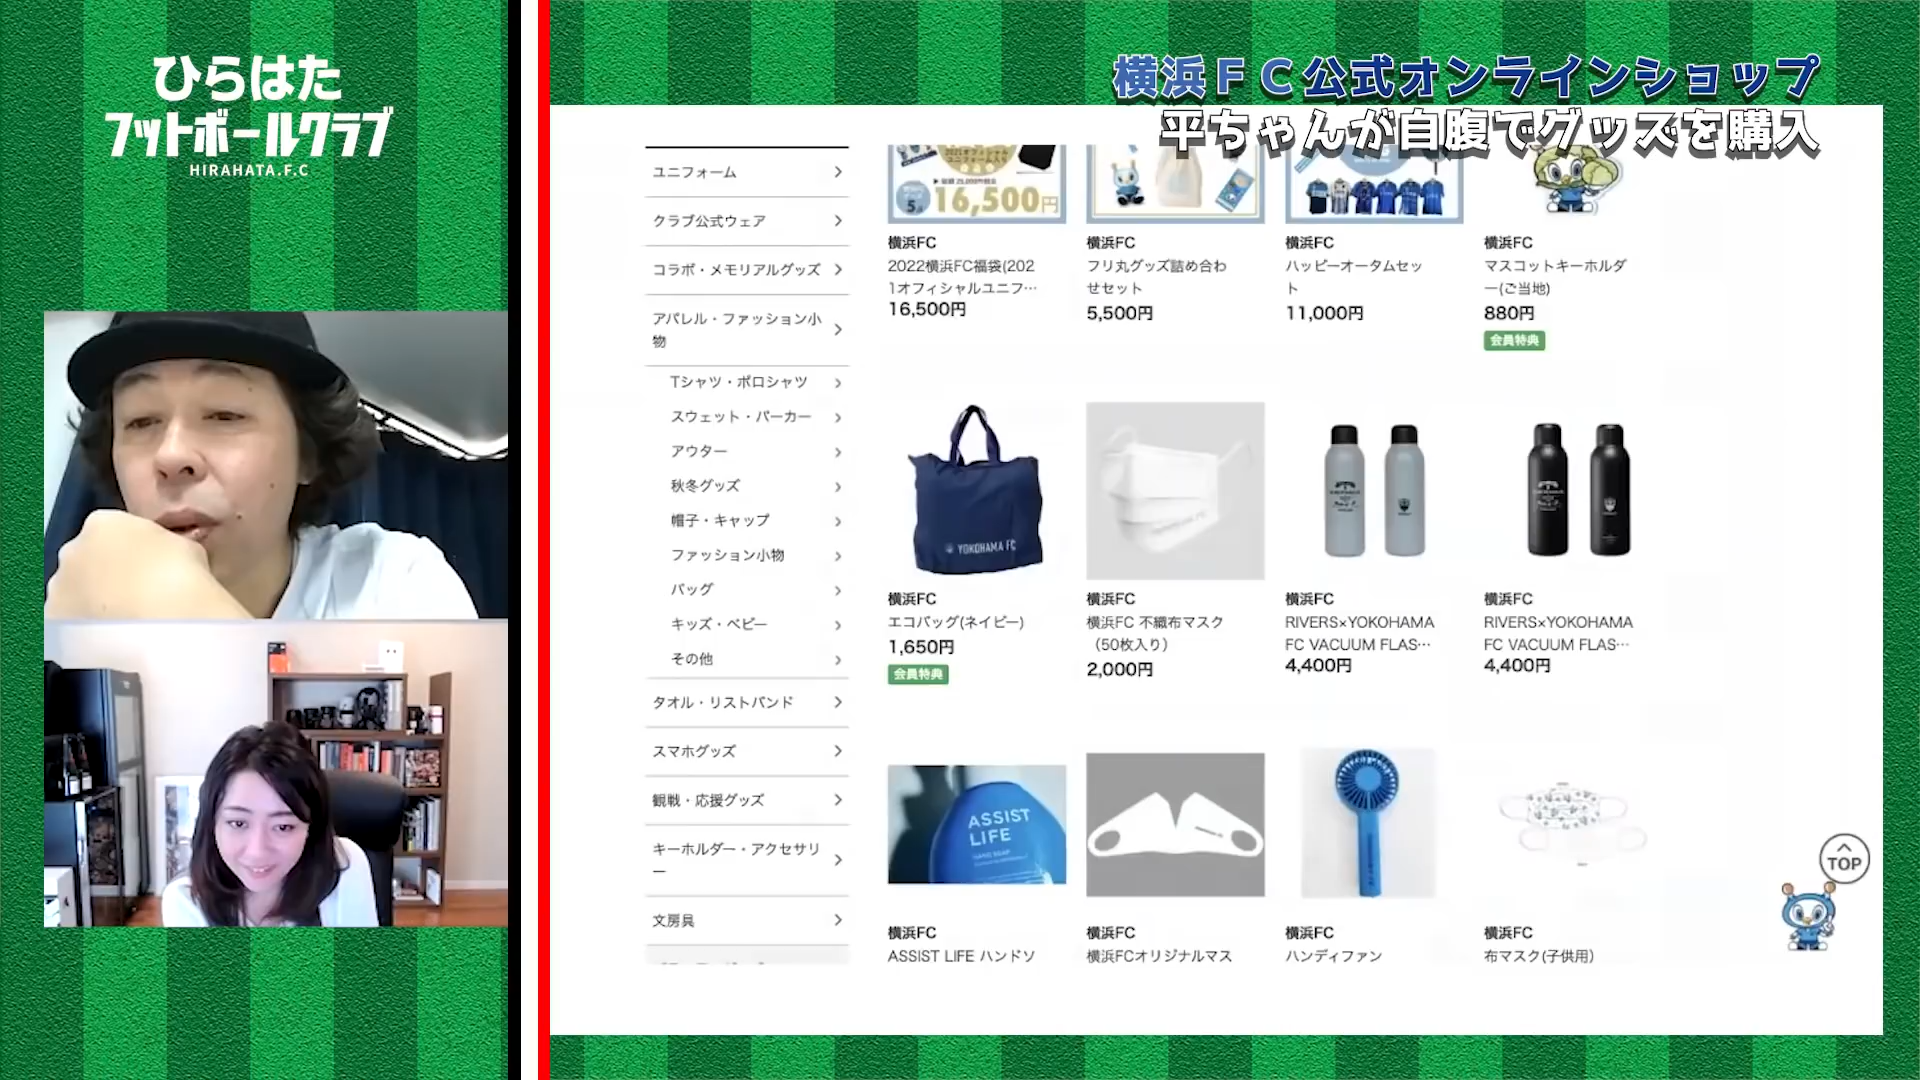 ひらはた
フットボールクラブ
HIRAHATA.F.C
横浜FC公式オンラインショップ
平ちゃんが自腹でグッズを購入
ユニフォーム
クラブ公式ウェア
コラボ・メモリアルグッズ
アパレル・ファッション小
物
Tシャツ・ポロシャツ
スウェット・パーカー
アウター
秋冬グッズ
帽子・キャップ
ファッション小物
バッグ
キッズ・ベビー
その他
タオル・リストバンド
スマホグッズ
観戦・応援グッズ
キーホルダー・アクセサリ
ー
文房具
16,500円
横浜FC
2022横浜FC福袋(202
1オフィシャルユニフ…
16,500円
横浜FC
フリ丸グッズ詰め合わ
せセット
5,500円
横浜FC
ハッピーオータムセッ
ト
11,000円
横浜FC
マスコットキーホルダ
ー(ご当地)
880円
会員特典
YOKOHAMA FC
横浜FC
エコバッグ(ネイビー)
1,650円
会員特典
横浜FC
横浜FC 不織布マスク
（50枚入り）
2,000円
横浜FC
RIVERS×YOKOHAMA
FC VACUUM FLAS…
4,400円
横浜FC
RIVERS×YOKOHAMA
FC VACUUM FLAS…
4,400円
ASSIST
LIFE
横浜FC
ASSIST LIFE ハンドソ
横浜FC
横浜FCオリジナルマス
横浜FC
ハンディファン
横浜FC
布マスク(子供用)
TOP